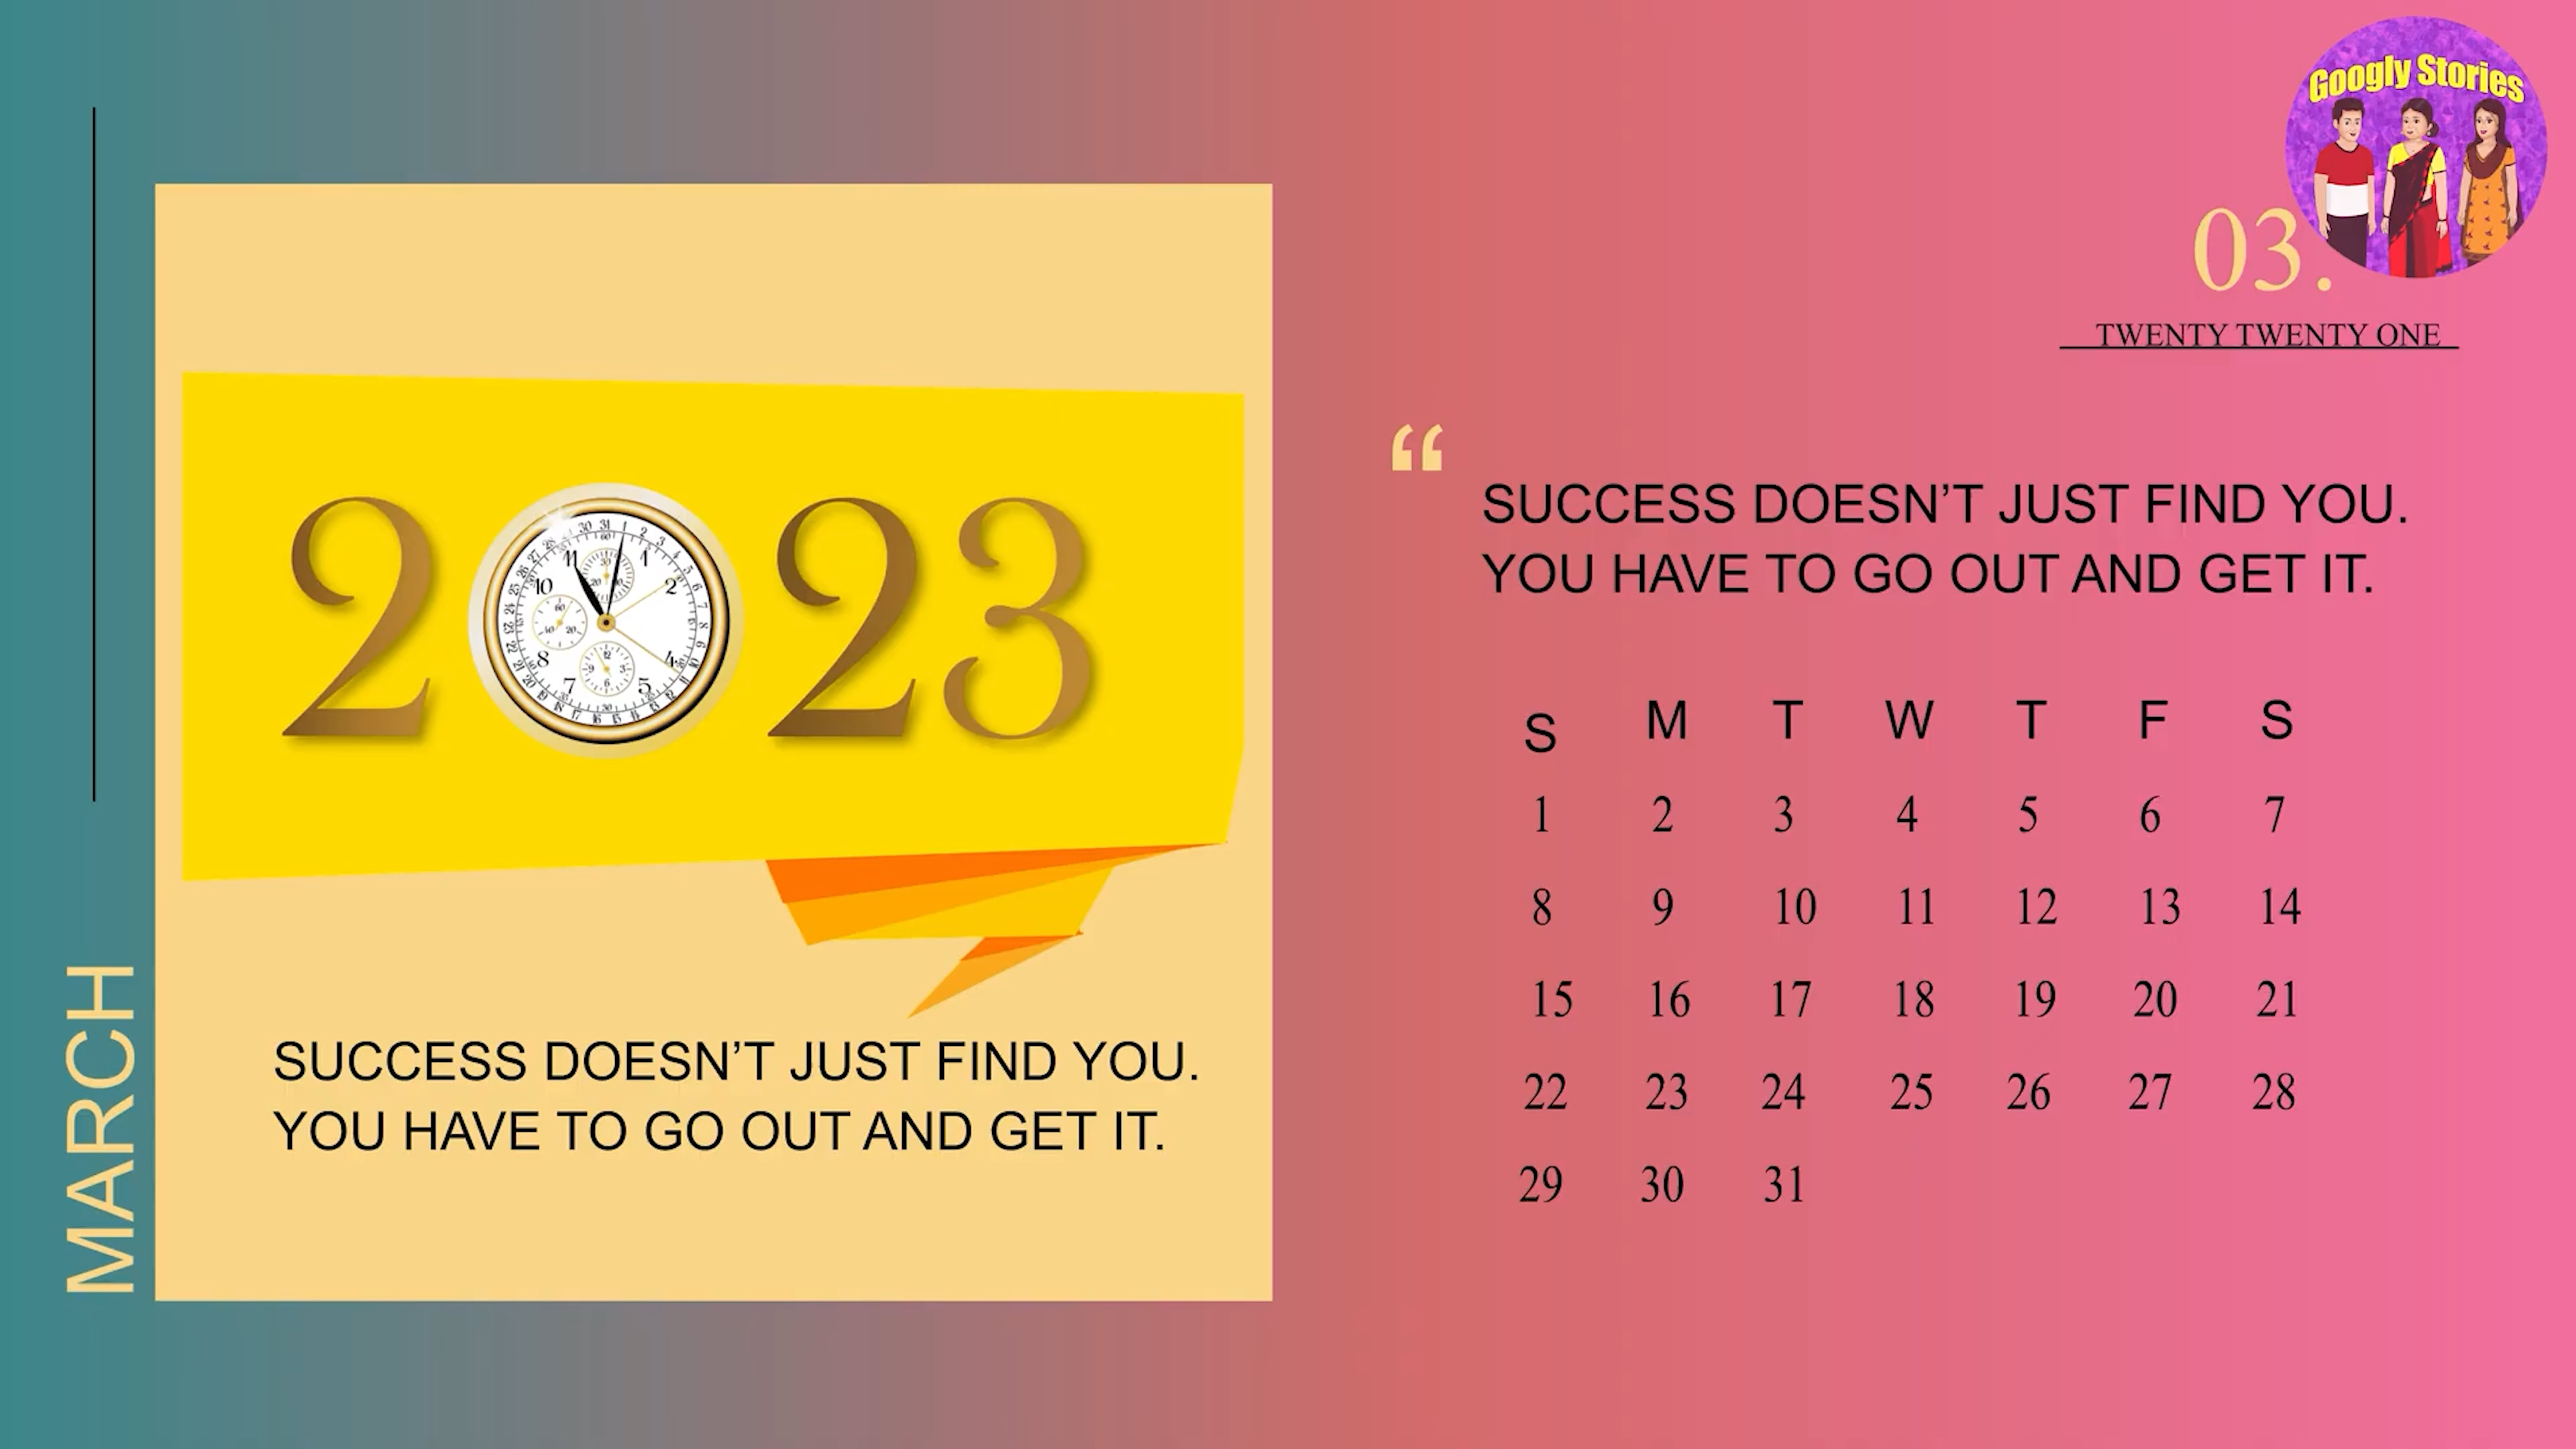 Googly Stories
03.
TWENTY TWENTY ONE
MARCH
2023
SUCCESS DOESN’T JUST FIND YOU.
YOU HAVE TO GO OUT AND GET IT.
“
SUCCESS DOESN’T JUST FIND YOU.
YOU HAVE TO GO OUT AND GET IT.
S M T W T F S
1 2 3 4 5 6 7
8 9 10 11 12 13 14
15 16 17 18 19 20 21
22 23 24 25 26 27 28
29 30 31